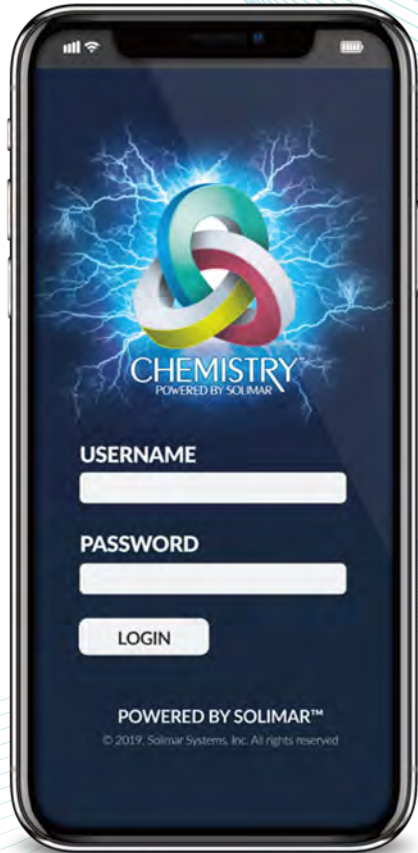 CHEMISTRY™
POWERED BY SOLIMAR
USERNAME
PASSWORD
LOGIN
POWERED BY SOLIMAR™
© 2019. Solimar Systems, Inc. All rights reserved